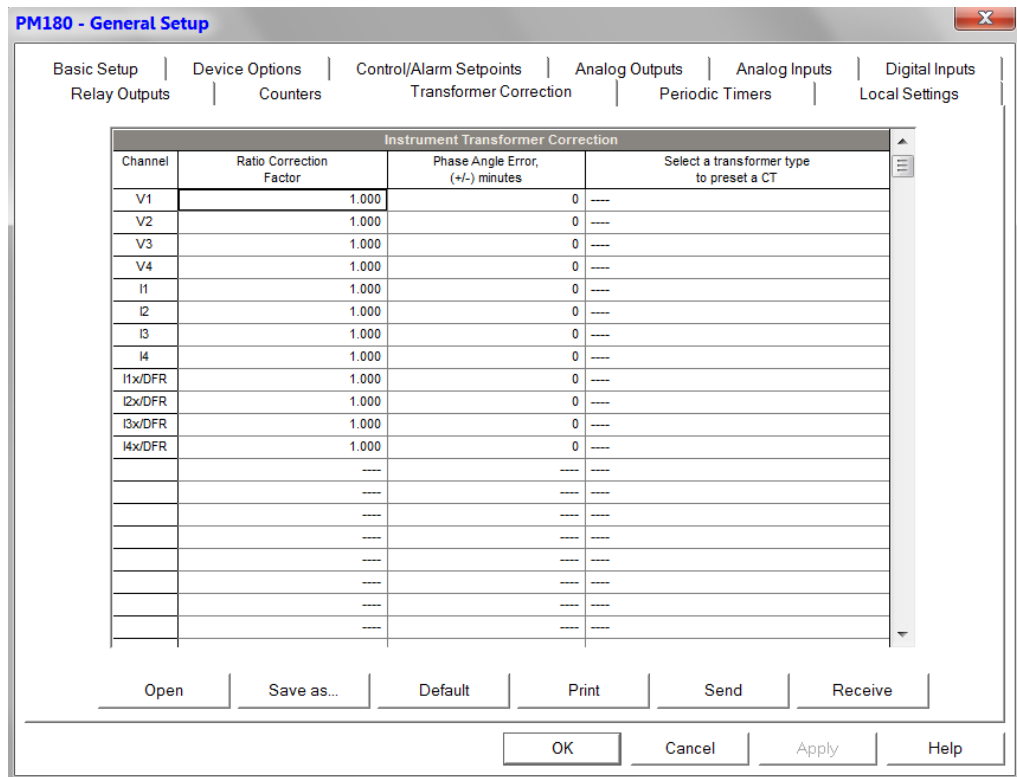 PM180 - General Setup
Basic Setup Device Options Control/Alarm Setpoints Analog Outputs Analog Inputs Digital Inputs
Relay Outputs Counters Transformer Correction Periodic Timers Local Settings
Instrument Transformer Correction
Channel Ratio Correction Factor Phase Angle Error, (+/-) minutes Select a transformer type to preset a CT
V1 1.000 0 ----
V2 1.000 0 ----
V3 1.000 0 ----
V4 1.000 0 ----
I1 1.000 0 ----
I2 1.000 0 ----
I3 1.000 0 ----
I4 1.000 0 ----
I1x/DFR 1.000 0 ----
I2x/DFR 1.000 0 ----
I3x/DFR 1.000 0 ----
I4x/DFR 1.000 0 ----
---- ---- ----
---- ---- ----
---- ---- ----
---- ---- ----
---- ---- ----
---- ---- ----
---- ---- ----
---- ---- ----
Open Save as... Default Print Send Receive
OK Cancel Apply Help